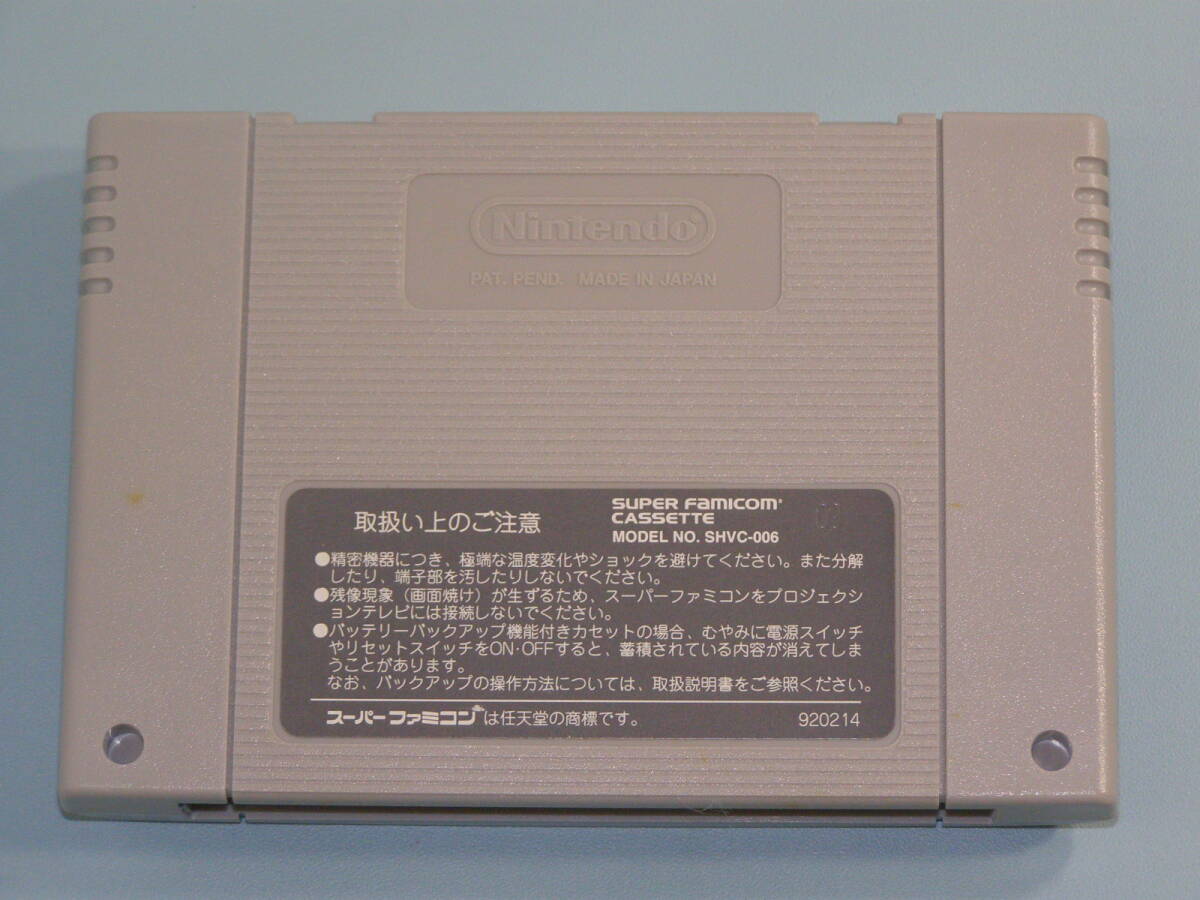 Nintendo
PAT. PEND. MADE IN JAPAN
取扱い上のご注意
SUPER FAMICOM
CASSETTE
MODEL NO. SHVC-006
●精密機器につき、極端な温度変化やショックを避けてください。また分解
したり、端子部を汚したりしないでください。
●残像現象（画面焼け）が生ずるため、スーパーファミコンをプロジェクシ
ョンテレビには接続しないでください。
●バッテリーバックアップ機能付きカセットの場合、むやみに電源スイッチ
やリセットスイッチをON・OFFすると、蓄積されている内容が消えてしま
うことがあります。
なお、バックアップの操作方法については、取扱説明書をご参照ください。
スーパーファミコン™は任天堂の商標です。
920214